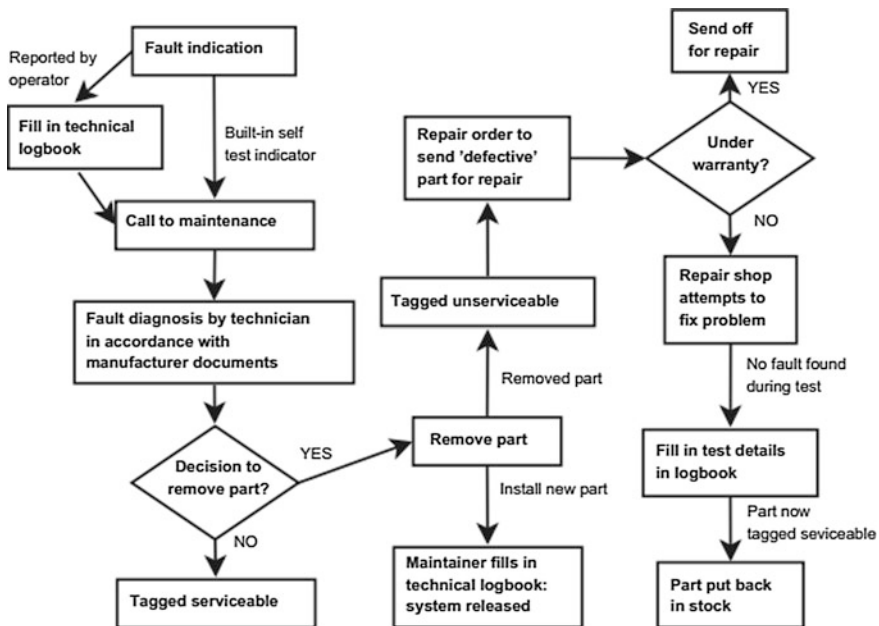 Fault indication
Reported by
operator
Fill in technical
logbook
Built-in self
test indicator
Call to maintenance
Fault diagnosis by technician
in accordance with
manufacturer documents
Decision to
remove part?
YES
NO
Tagged serviceable
Remove part
Removed part
Tagged unserviceable
Repair order to
send 'defective'
part for repair
Install new part
Maintainer fills in
technical logbook:
system released
Under
warranty?
YES
Send off
for repair
NO
Repair shop
attempts to
fix problem
No fault found
during test
Fill in test details
in logbook
Part now
tagged seviceable
Part put back
in stock